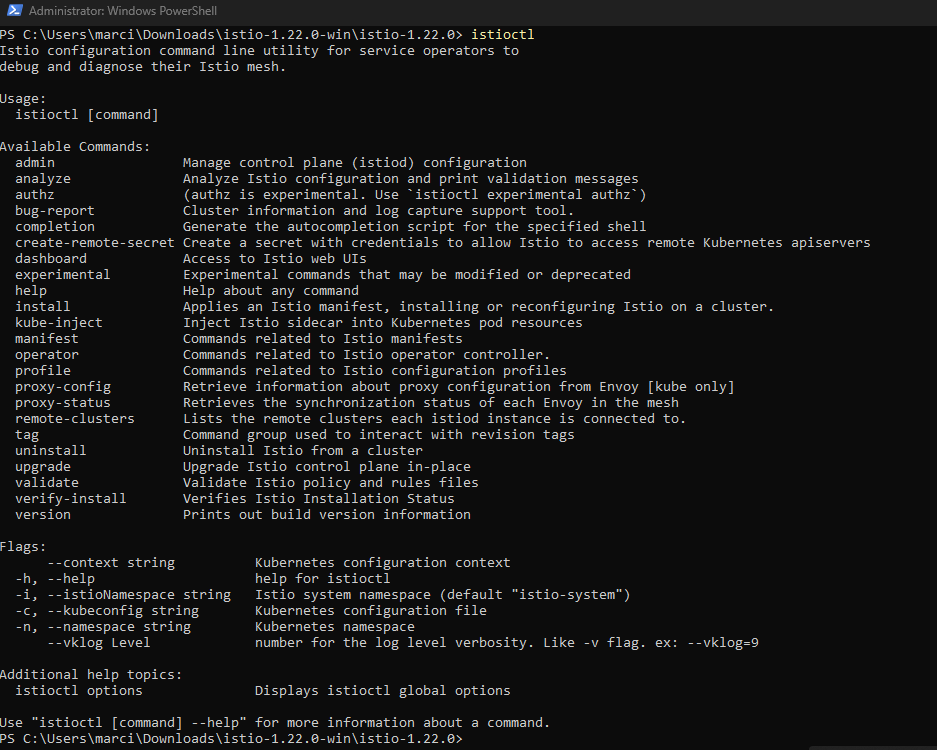 Administrator: Windows PowerShell
PS C:\Users\marci\Downloads\istio-1.22.0-win\istio-1.22.0> istioctl
Istio configuration command line utility for service operators to
debug and diagnose their Istio mesh.
Usage:
  istioctl [command]
Available Commands:
  admin                Manage control plane (istiod) configuration
  analyze              Analyze Istio configuration and print validation messages
  authz                (authz is experimental. Use `istioctl experimental authz`)
  bug-report           Cluster information and log capture support tool.
  completion           Generate the autocompletion script for the specified shell
  create-remote-secret Create a secret with credentials to allow Istio to access remote Kubernetes apiservers
  dashboard            Access to Istio web UIs
  experimental         Experimental commands that may be modified or deprecated
  help                 Help about any command
  install              Applies an Istio manifest, installing or reconfiguring Istio on a cluster.
  kube-inject          Inject Istio sidecar into Kubernetes pod resources
  manifest             Commands related to Istio manifests
  operator             Commands related to Istio operator controller.
  profile              Commands related to Istio configuration profiles
  proxy-config         Retrieve information about proxy configuration from Envoy [kube only]
  proxy-status         Retrieves the synchronization status of each Envoy in the mesh
  remote-clusters      Lists the remote clusters each istiod instance is connected to.
  tag                  Command group used to interact with revision tags
  uninstall            Uninstall Istio from a cluster
  upgrade              Upgrade Istio control plane in-place
  validate             Validate Istio policy and rules files
  verify-install       Verifies Istio Installation Status
  version              Prints out build version information
Flags:
      --context string          Kubernetes configuration context
  -h, --help                    help for istioctl
  -i, --istioNamespace string   Istio system namespace (default "istio-system")
  -c, --kubeconfig string       Kubernetes configuration file
  -n, --namespace string        Kubernetes namespace
      --vklog Level             number for the log level verbosity. Like -v flag. ex: --vklog=9
Additional help topics:
  istioctl options              Displays istioctl global options
Use "istioctl [command] --help" for more information about a command.
PS C:\Users\marci\Downloads\istio-1.22.0-win\istio-1.22.0>